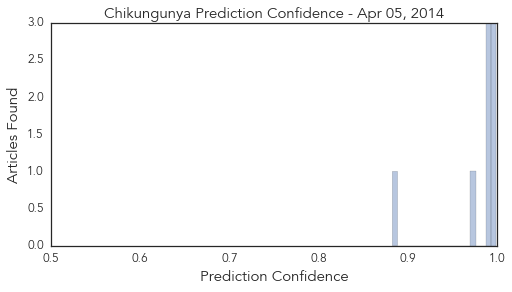 Chikungunya Prediction Confidence - Apr 05, 2014
3.0
2.5
2.0
1.5
1.0
0.5
0.0
Articles Found
0.5 0.6 0.7 0.8 0.9 1.0
Prediction Confidence